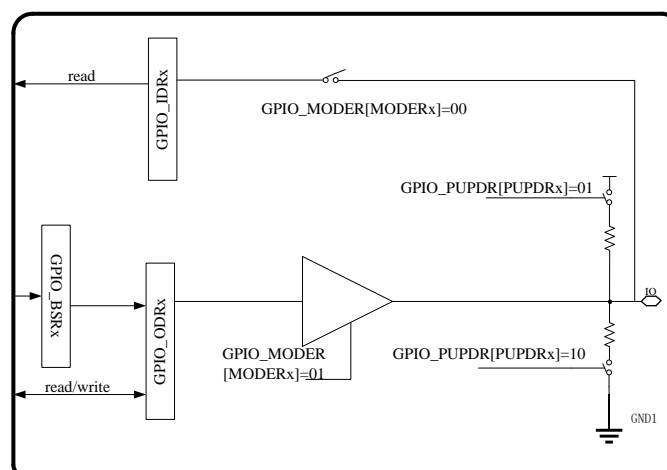 read
GPIO_IDRx
GPIO_MODER[MODERx]=00
GPIO_PUPDR[PUPDRx]=01
GPIO_BSRx
GPIO_ODRx
IO
GPIO_MODER
[MODERx]=01
GPIO_PUPDR[PUPDRx]=10
read/write
GND1